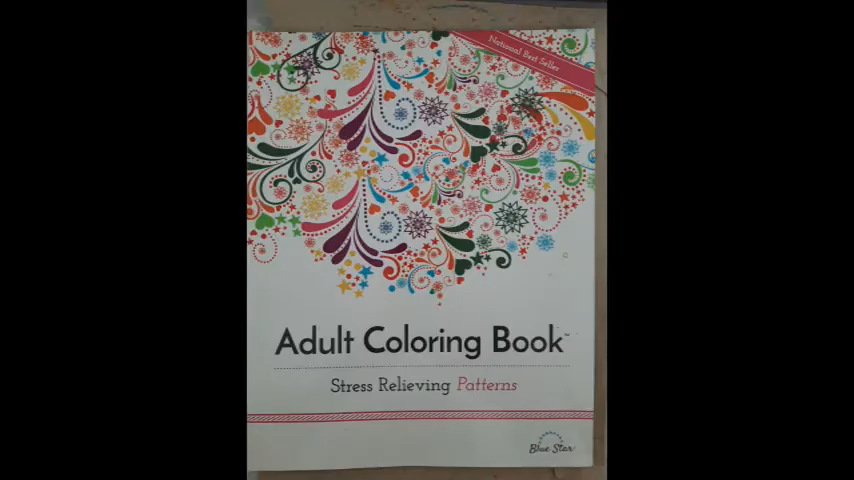 National Best Seller
Adult Coloring Book™
Stress Relieving Patterns
Blue Star